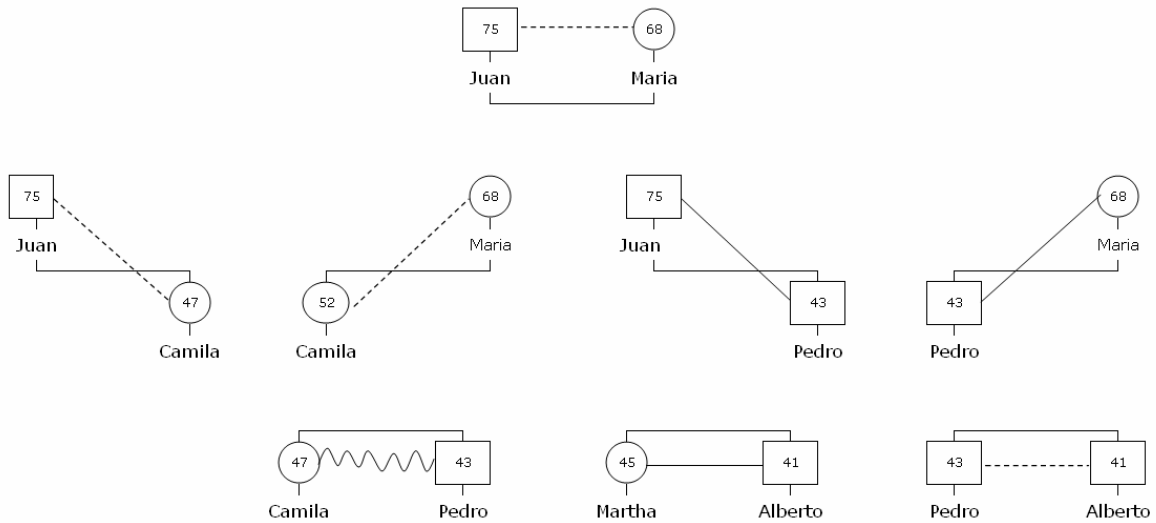 75 68
Juan Maria
75 68 75 68
Juan Maria Juan Maria
47 52 43 43
Camila Camila Pedro Pedro
47 43 45 41 43 41
Camila Pedro Martha Alberto Pedro Alberto